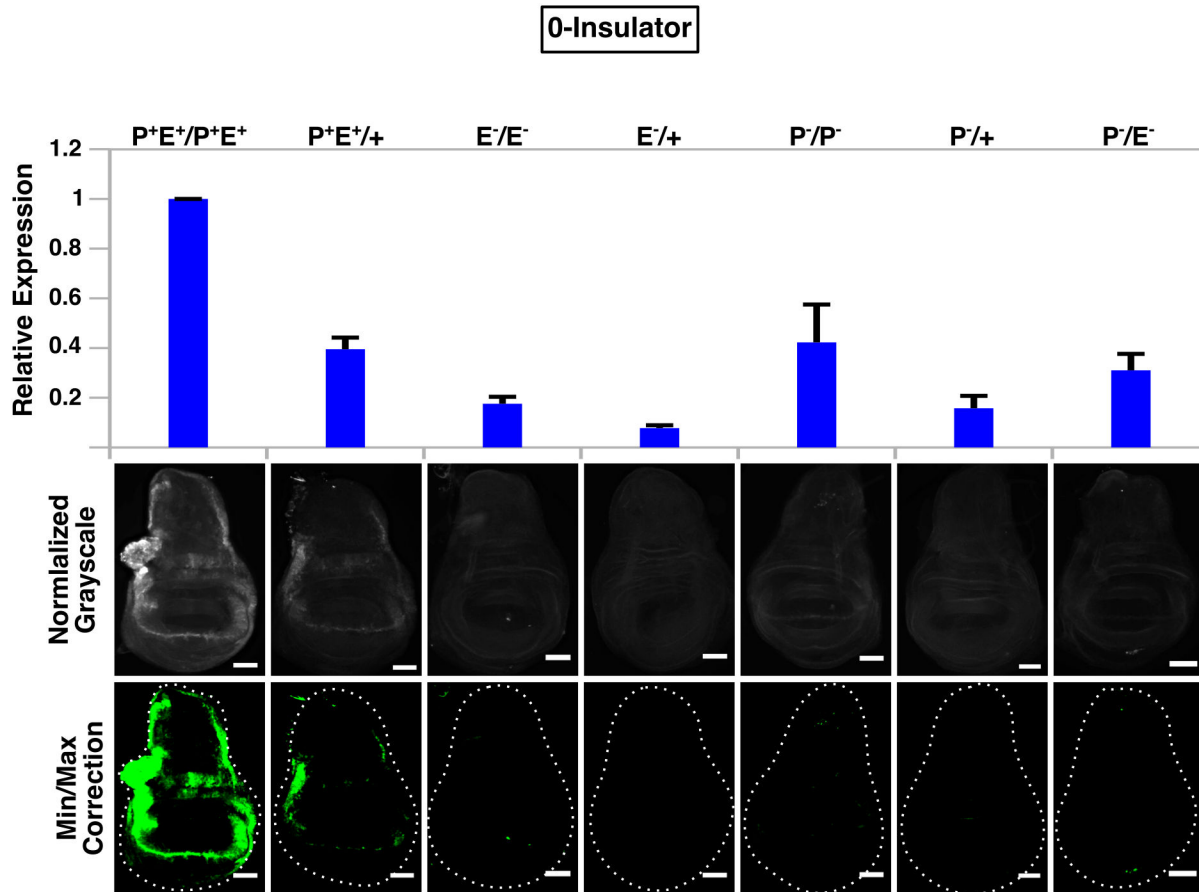 0-Insulator
P⁺E⁺/P⁺E⁺ P⁺E⁺/+ E⁻/E⁻ E⁻/+ P⁻/P⁻ P⁻/+ P⁻/E⁻
1.2
1
0.8
0.6
0.4
0.2
Relative Expression
Normlalized
Grayscale
Min/Max
Correction